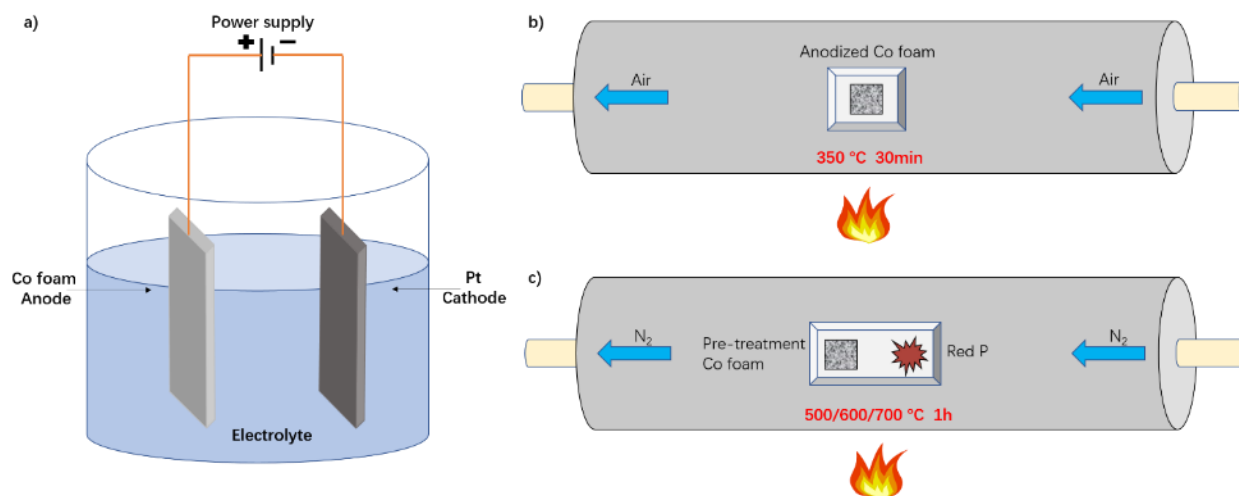 a)
Power supply
+ −
Co foam
Anode
Pt
Cathode
Electrolyte
b)
Anodized Co foam
Air
Air
350 °C 30min
c)
N₂
N₂
Pre-treatment
Co foam
Red P
500/600/700 °C 1h